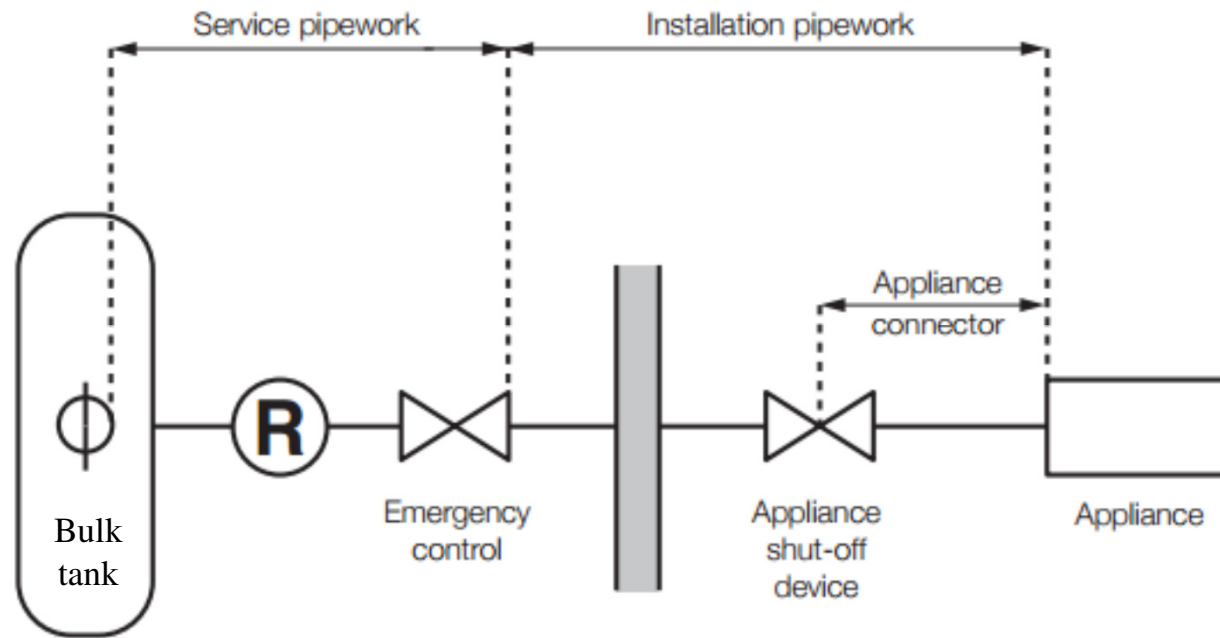 Service pipework
Installation pipework
Appliance
connector
R
Bulk
tank
Emergency
control
Appliance
shut-off
device
Appliance